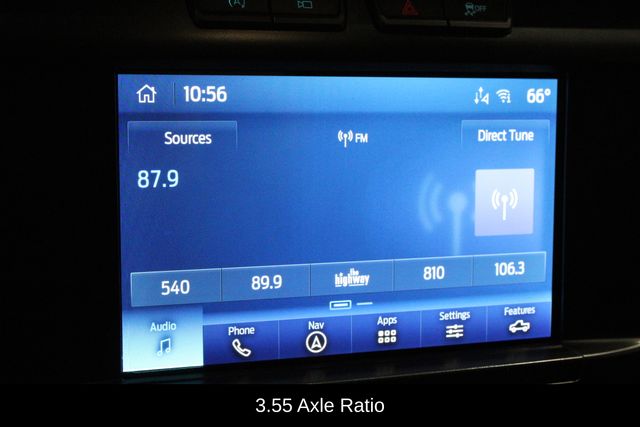 OFF
10:56
66°
Sources
FM
Direct Tune
87.9
540
89.9
the highway
810
106.3
Audio
Phone
Nav
Apps
Settings
Features
3.55 Axle Ratio